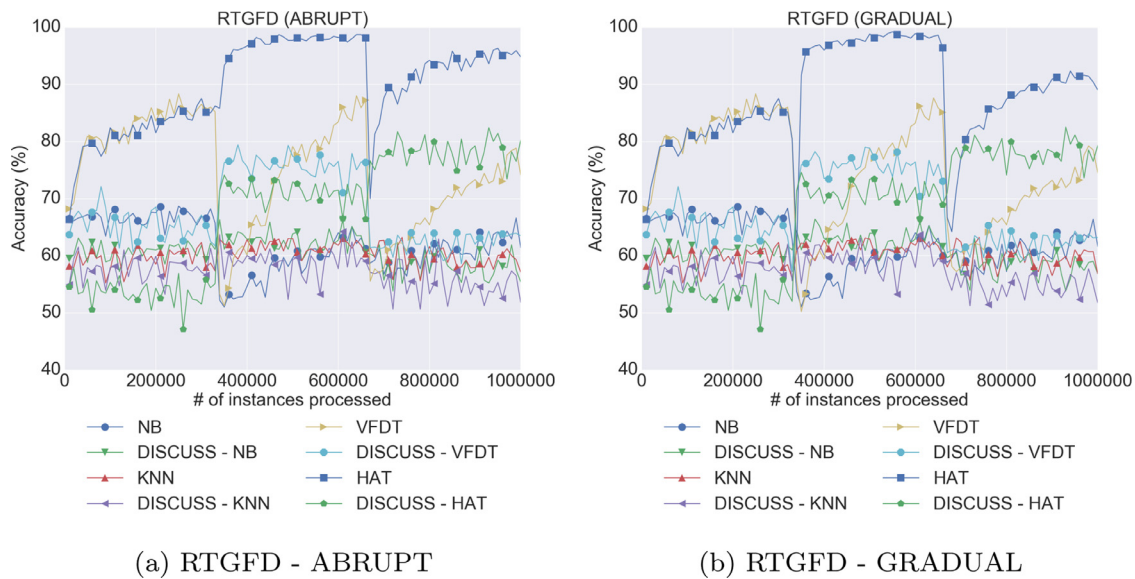 RTGFD (ABRUPT)
100
90
80
70
60
50
40
Accuracy (%)
0 200000 400000 600000 800000 1000000
# of instances processed
NB VFDT
DISCUSS - NB DISCUSS - VFDT
KNN HAT
DISCUSS - KNN DISCUSS - HAT
(a) RTGFD - ABRUPT
RTGFD (GRADUAL)
100
90
80
70
60
50
40
Accuracy (%)
0 200000 400000 600000 800000 1000000
# of instances processed
NB VFDT
DISCUSS - NB DISCUSS - VFDT
KNN HAT
DISCUSS - KNN DISCUSS - HAT
(b) RTGFD - GRADUAL